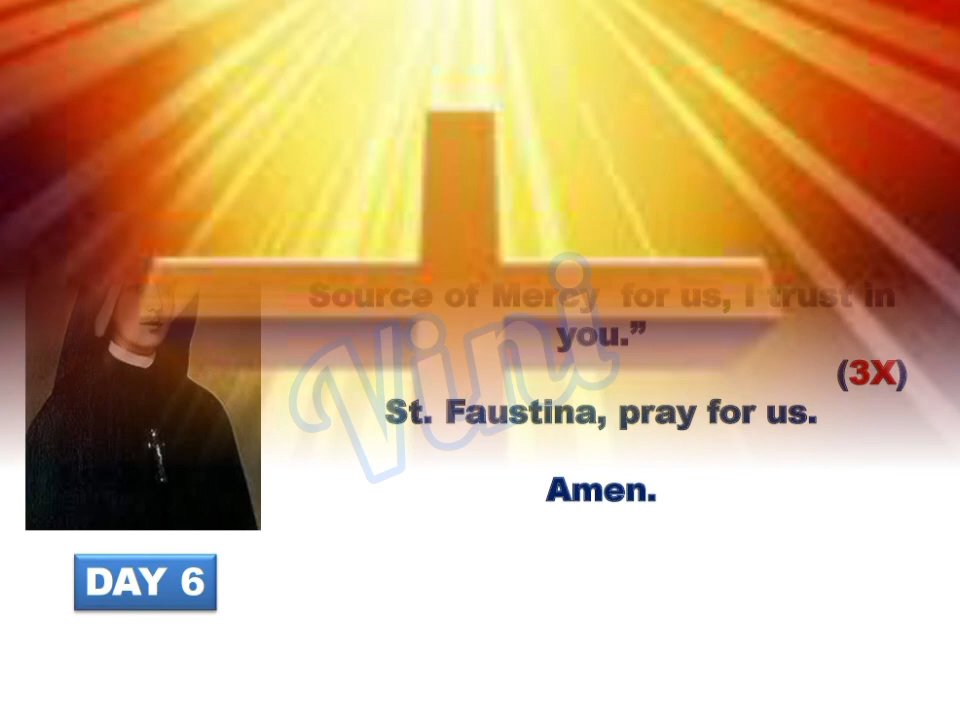 Source of Mercy for us, I trust in
you.”
(3X)
St. Faustina, pray for us.
Amen.
Vini
DAY 6